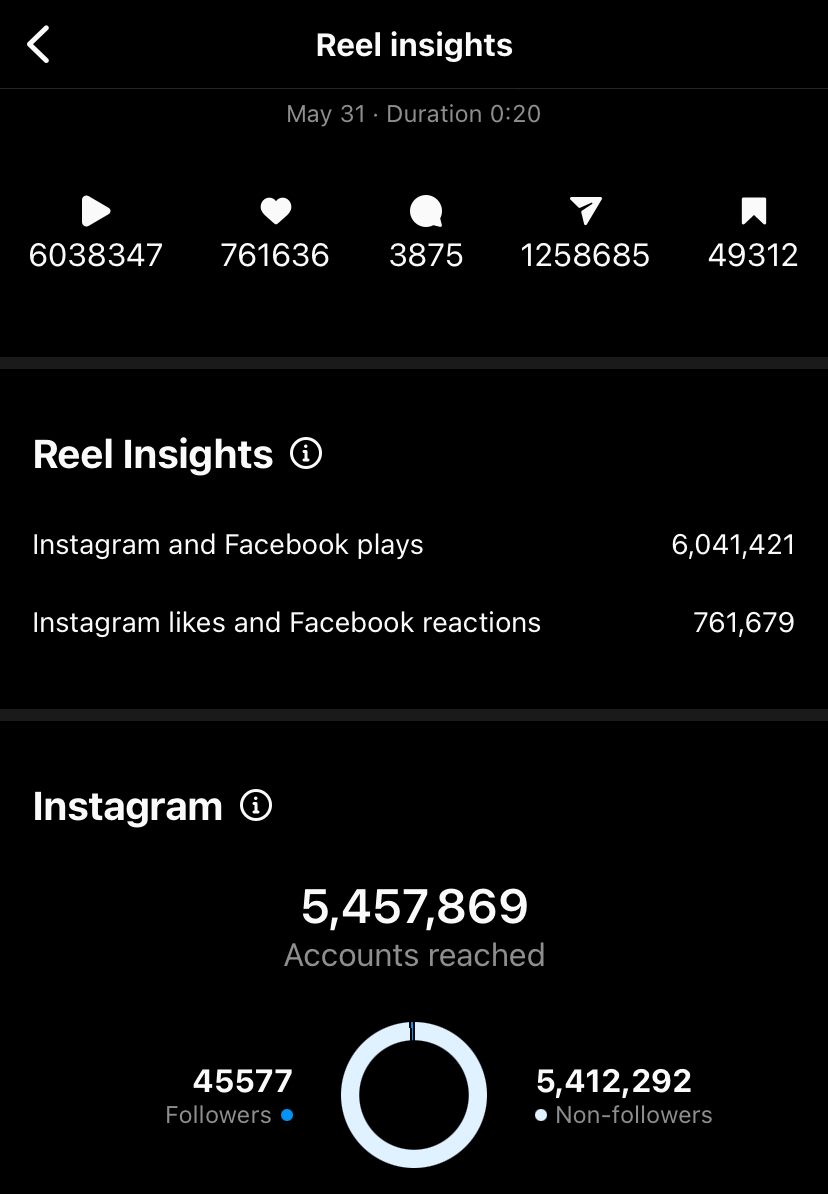 Reel insights
May 31 · Duration 0:20
6038347 761636 3875 1258685 49312
Reel Insights
Instagram and Facebook plays 6,041,421
Instagram likes and Facebook reactions 761,679
Instagram
5,457,869
Accounts reached
45577 5,412,292
Followers Non-followers